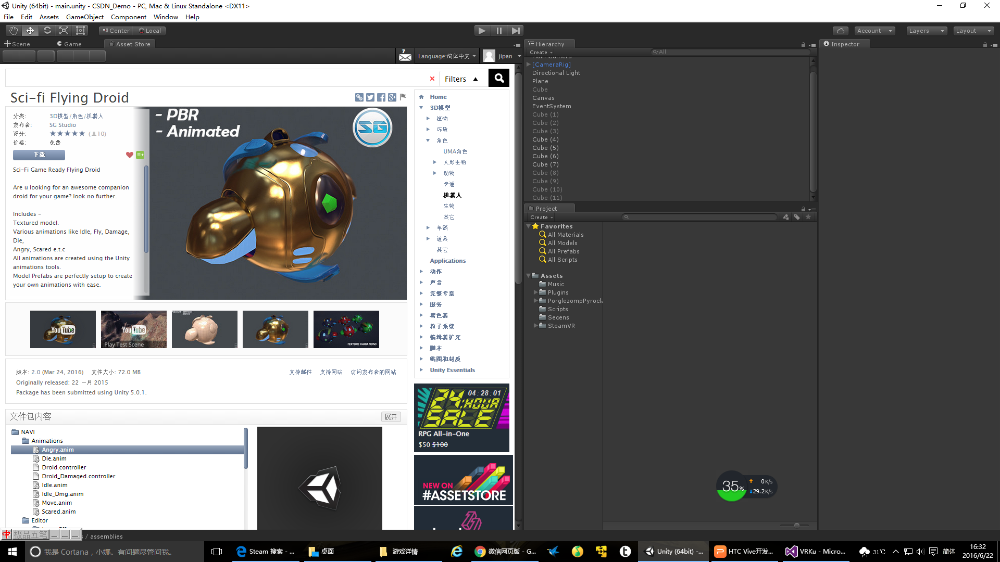 Unity (64bit) - main.unity - CSDN_Demo - PC, Mac & Linux Standalone <DX11>
File Edit Assets GameObject Component Window Help
Center Local
Account Layers Layout
Scene Game Asset Store
7
Language:简体中文
jipan
Filters
Sci-fi Flying Droid
分类: 3D模型/角色/机器人
发布者: SG Studio
评分: (10)
价格: 免费
下载
Sci-Fi Game Ready Flying Droid
Are u looking for an awesome companion
droid for your game? look no further.
Includes -
Textured model.
Various animations like Idle, Fly, Damage,
Die,
Angry, Scared e.t.c
All animations are created using the Unity
animations tools.
Model Prefabs are perfectly setup to create
your own animations with ease.
- PBR
- Animated
SG
YouTube
YouTube
Play Test Scene
TEXTURE VARIATIONS
版本: 2.0 (Mar 24, 2016) 文件大小: 72.0 MB
支持邮件 支持网站 访问发布者的网站
Originally released: 22 一月 2015
Package has been submitted using Unity 5.0.1.
文件包内容
展开
NAVI
Animations
Angry.anim
Die.anim
Droid.controller
Droid_Damaged.controller
Idle.anim
Idle_Dmg.anim
Move.anim
Scared.anim
Editor
Home
3D模型
植物
环境
角色
UMA角色
人形生物
动物
卡通
机器人
生物
其它
车辆
道具
其它
Applications
动作
声音
完整专案
服务
着色器
粒子系统
编辑器扩充
脚本
贴图和材质
Unity Essentials
04:28:01
24:HOUR
SALE
RPG All-in-One
$50 $100
NEW ON
#ASSETSTORE
Hierarchy
Create All
Main Camera
[CameraRig]
Directional Light
Plane
Cube
Canvas
EventSystem
Cube (1)
Cube (2)
Cube (3)
Cube (4)
Cube (5)
Cube (6)
Cube (7)
Cube (8)
Cube (9)
Cube (10)
Cube (11)
Project
Create
Favorites
All Materials
All Models
All Prefabs
All Scripts
Assets
Music
Plugins
PorglezompPyrocla
Scripts
Secens
SteamVR
Inspector
35%
0K/s
29.2K/s
中 极品五笔
/ assemblies
我是 Cortana，小娜。有问题尽管问我。
Steam 搜索 - ...
桌面
游戏详情
微信网页版 - G...
Unity (64bit) -...
HTC Vive开发...
VRKu - Micro...
31℃
简体
16:32
2016/6/22